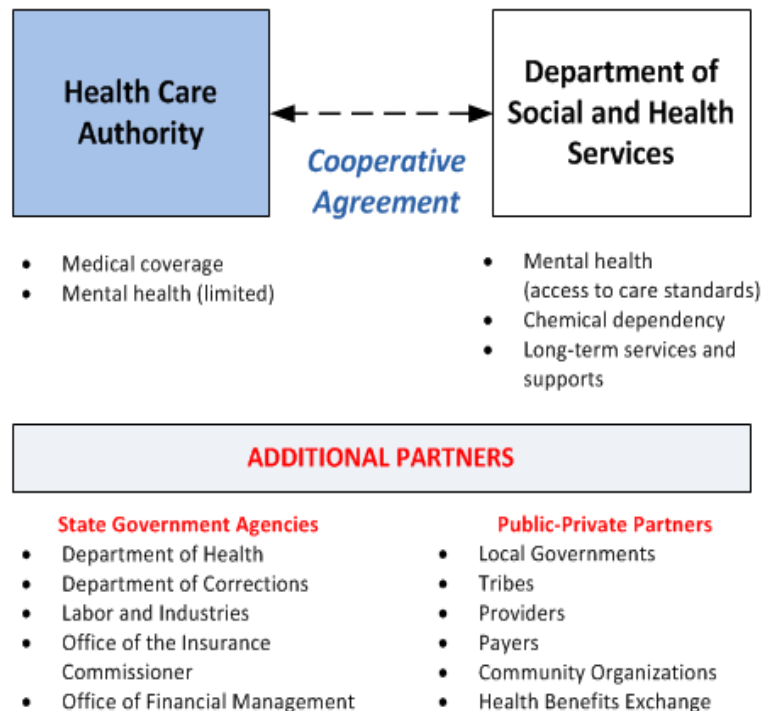 Health Care
Authority
Cooperative
Agreement
Department of
Social and Health
Services
• Medical coverage
• Mental health (limited)
• Mental health
(access to care standards)
• Chemical dependency
• Long-term services and
supports
ADDITIONAL PARTNERS
State Government Agencies
• Department of Health
• Department of Corrections
• Labor and Industries
• Office of the Insurance
Commissioner
• Office of Financial Management
Public-Private Partners
• Local Governments
• Tribes
• Providers
• Payers
• Community Organizations
• Health Benefits Exchange